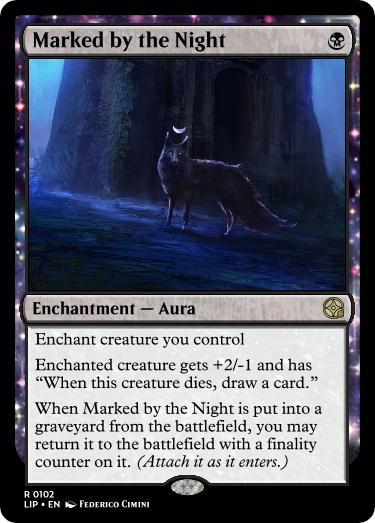 Marked by the Night
Enchantment — Aura
Enchant creature you control
Enchanted creature gets +2/-1 and has
“When this creature dies, draw a card.”
When Marked by the Night is put into a
graveyard from the battlefield, you may
return it to the battlefield with a finality
counter on it. (Attach it as it enters.)
R 0102
LIP • EN Federico Cimini